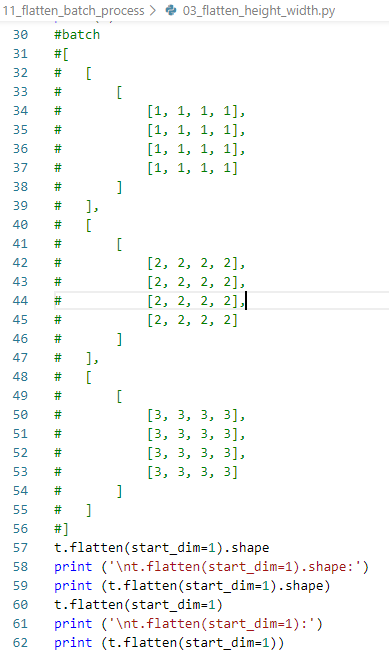 11_flatten_batch_process > 03_flatten_height_width.py
30 #batch
31 #[
32 #   [
33 #       [
34 #           [1, 1, 1, 1],
35 #           [1, 1, 1, 1],
36 #           [1, 1, 1, 1],
37 #           [1, 1, 1, 1]
38 #       ]
39 #   ],
40 #   [
41 #       [
42 #           [2, 2, 2, 2],
43 #           [2, 2, 2, 2],
44 #           [2, 2, 2, 2],
45 #           [2, 2, 2, 2]
46 #       ]
47 #   ],
48 #   [
49 #       [
50 #           [3, 3, 3, 3],
51 #           [3, 3, 3, 3],
52 #           [3, 3, 3, 3],
53 #           [3, 3, 3, 3]
54 #       ]
55 #   ]
56 #]
57 t.flatten(start_dim=1).shape
58 print ('\nt.flatten(start_dim=1).shape:')
59 print (t.flatten(start_dim=1).shape)
60 t.flatten(start_dim=1)
61 print ('\nt.flatten(start_dim=1):')
62 print (t.flatten(start_dim=1))